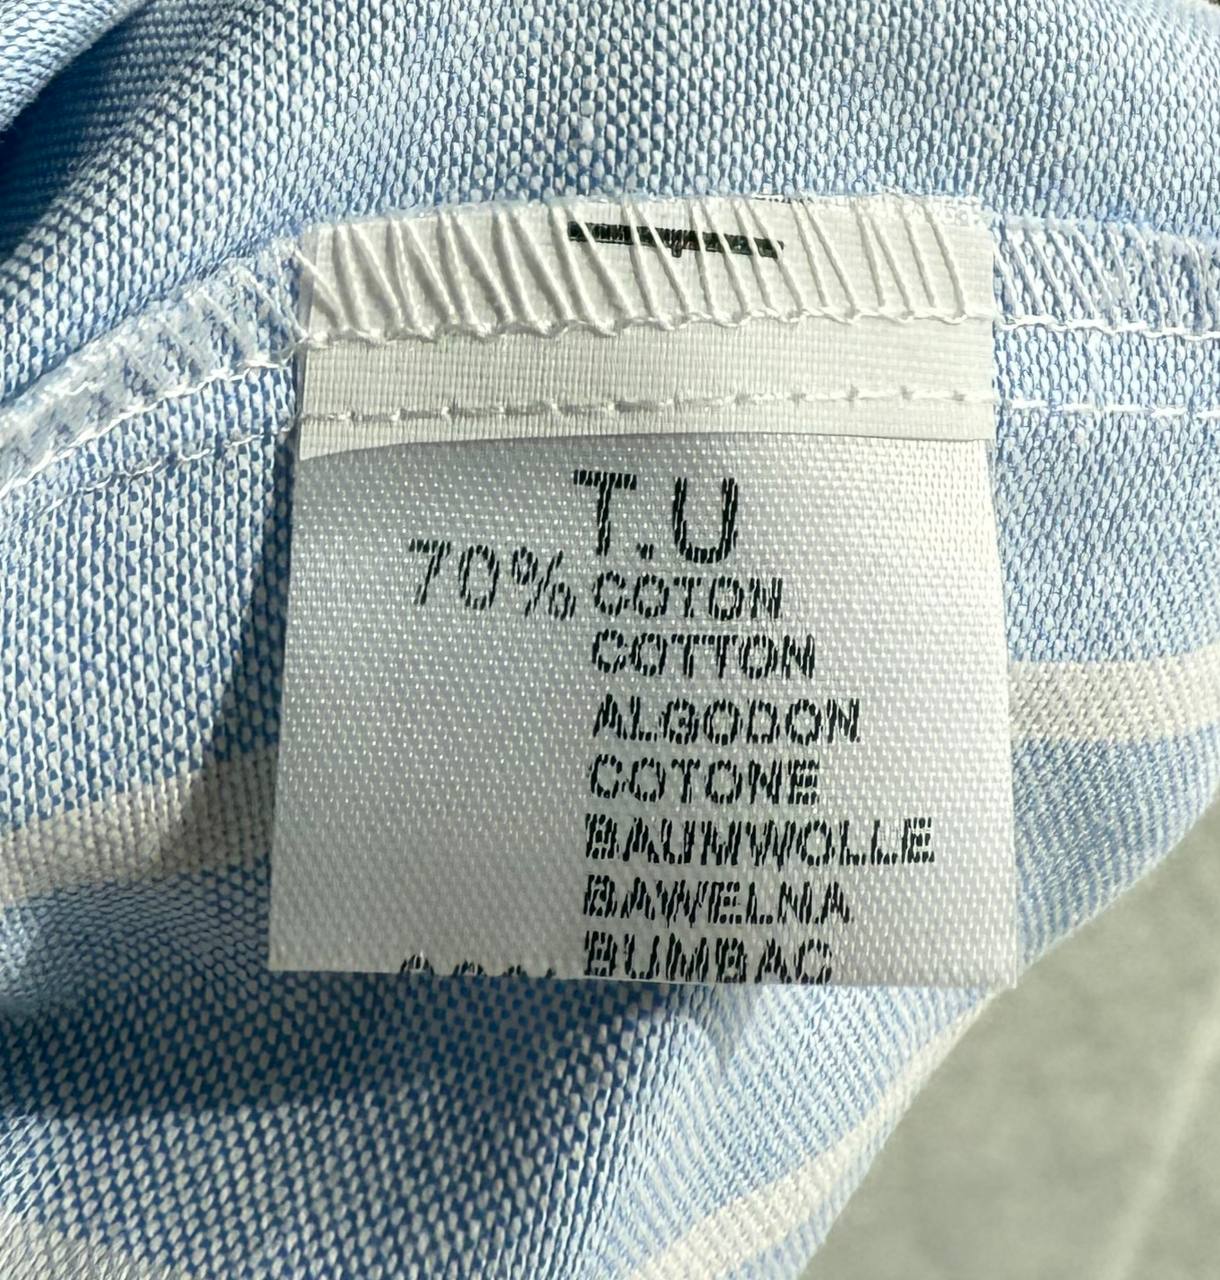 T.U
70% COTON
COTTON
ALGODON
COTONE
BAUMWOLLE
BAWELNA
BUMBAC